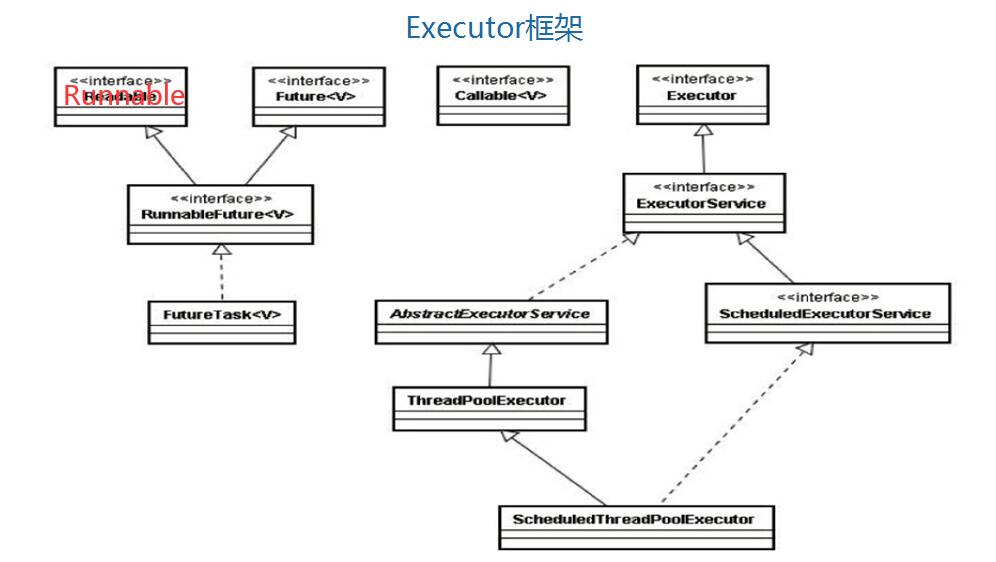 Executor框架
<<interface>>
Readable
Runnable
<<interface>>
Future<V>
<<interface>>
Callable<V>
<<interface>>
Executor
<<interface>>
RunnableFuture<V>
<<interface>>
ExecutorService
FutureTask<V>
AbstractExecutorService
<<interface>>
ScheduledExecutorService
ThreadPoolExecutor
ScheduledThreadPoolExecutor